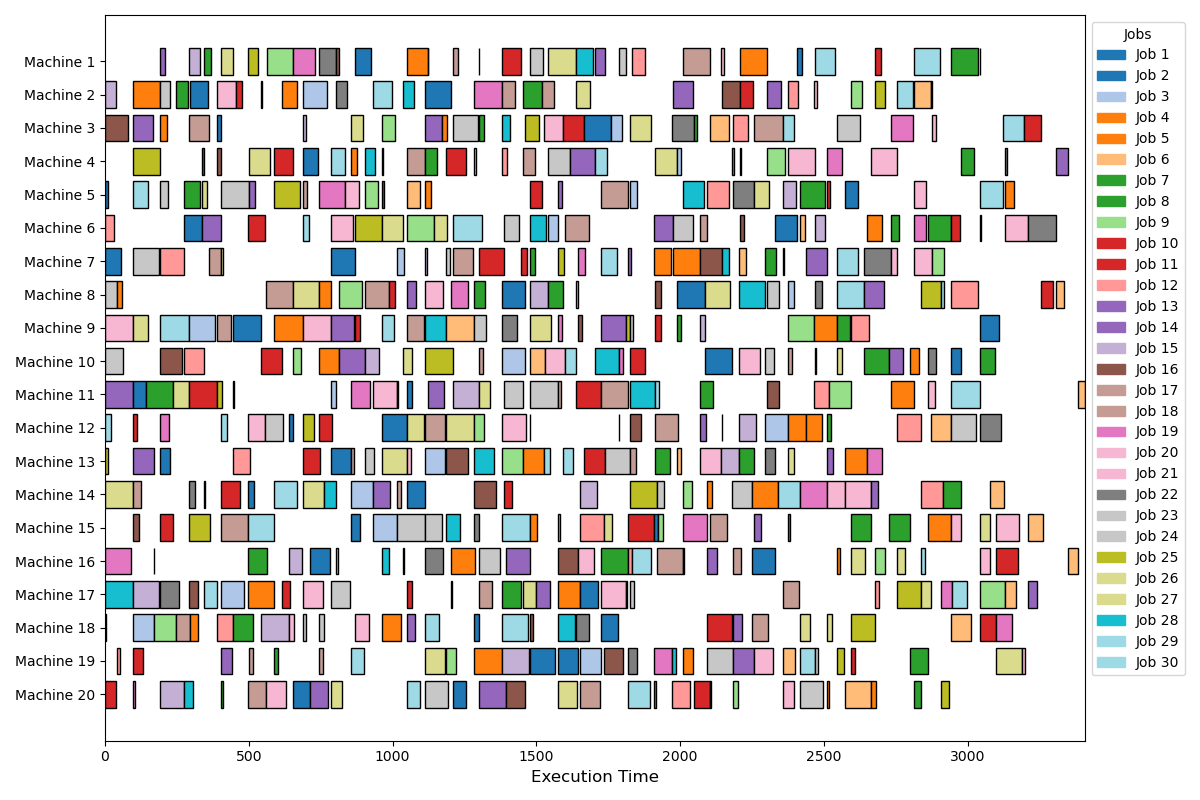 Machine 1
Machine 2
Machine 3
Machine 4
Machine 5
Machine 6
Machine 7
Machine 8
Machine 9
Machine 10
Machine 11
Machine 12
Machine 13
Machine 14
Machine 15
Machine 16
Machine 17
Machine 18
Machine 19
Machine 20
0 500 1000 1500 2000 2500 3000
Execution Time
Jobs
Job 1
Job 2
Job 3
Job 4
Job 5
Job 6
Job 7
Job 8
Job 9
Job 10
Job 11
Job 12
Job 13
Job 14
Job 15
Job 16
Job 17
Job 18
Job 19
Job 20
Job 21
Job 22
Job 23
Job 24
Job 25
Job 26
Job 27
Job 28
Job 29
Job 30